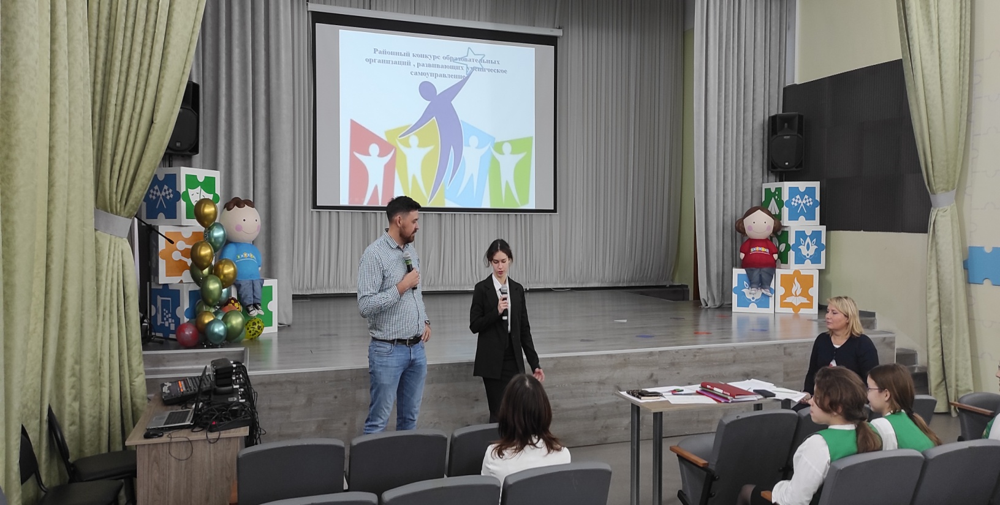 Районный конкурс образовательных
организаций , развивающих ученическое
самоуправление